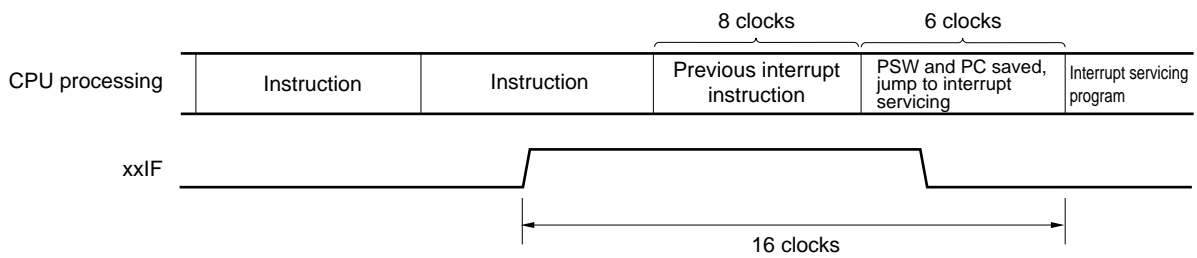 8 clocks
6 clocks
CPU processing
Instruction
Instruction
Previous interrupt
instruction
PSW and PC saved,
jump to interrupt
servicing
Interrupt servicing
program
xxIF
16 clocks